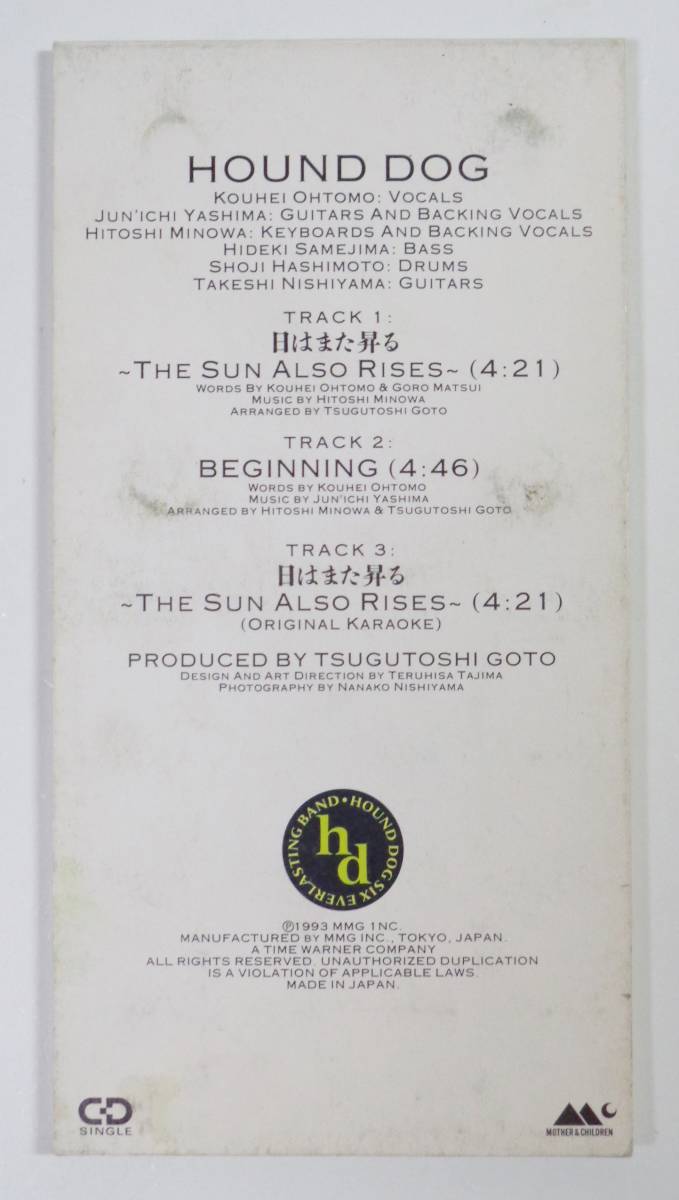 HOUND DOG
KOUHEI OHTOMO: VOCALS
JUN'ICHI YASHIMA: GUITARS AND BACKING VOCALS
HITOSHI MINOWA: KEYBOARDS AND BACKING VOCALS
HIDEKI SAMEJIMA: BASS
SHOJI HASHIMOTO: DRUMS
TAKESHI NISHIYAMA: GUITARS
TRACK 1:
日はまた昇る
~THE SUN ALSO RISES~ (4:21)
WORDS BY KOUHEI OHTOMO & GORO MATSUI
MUSIC BY HITOSHI MINOWA
ARRANGED BY TSUGUTOSHI GOTO
TRACK 2:
BEGINNING (4:46)
WORDS BY KOUHEI OHTOMO
MUSIC BY JUN'ICHI YASHIMA
ARRANGED BY HITOSHI MINOWA & TSUGUTOSHI GOTO
TRACK 3:
日はまた昇る
~THE SUN ALSO RISES~ (4:21)
(ORIGINAL KARAOKE)
PRODUCED BY TSUGUTOSHI GOTO
DESIGN AND ART DIRECTION BY TERUHISA TAJIMA
PHOTOGRAPHY BY NANAKO NISHIYAMA
HOUND DOG SIX EVERLASTING BAND•
hd
℗1993 MMG 1NC.
MANUFACTURED BY MMG INC., TOKYO, JAPAN.
A TIME WARNER COMPANY
ALL RIGHTS RESERVED. UNAUTHORIZED DUPLICATION
IS A VIOLATION OF APPLICABLE LAWS.
MADE IN JAPAN.
CD
SINGLE
MOTHER & CHILDREN